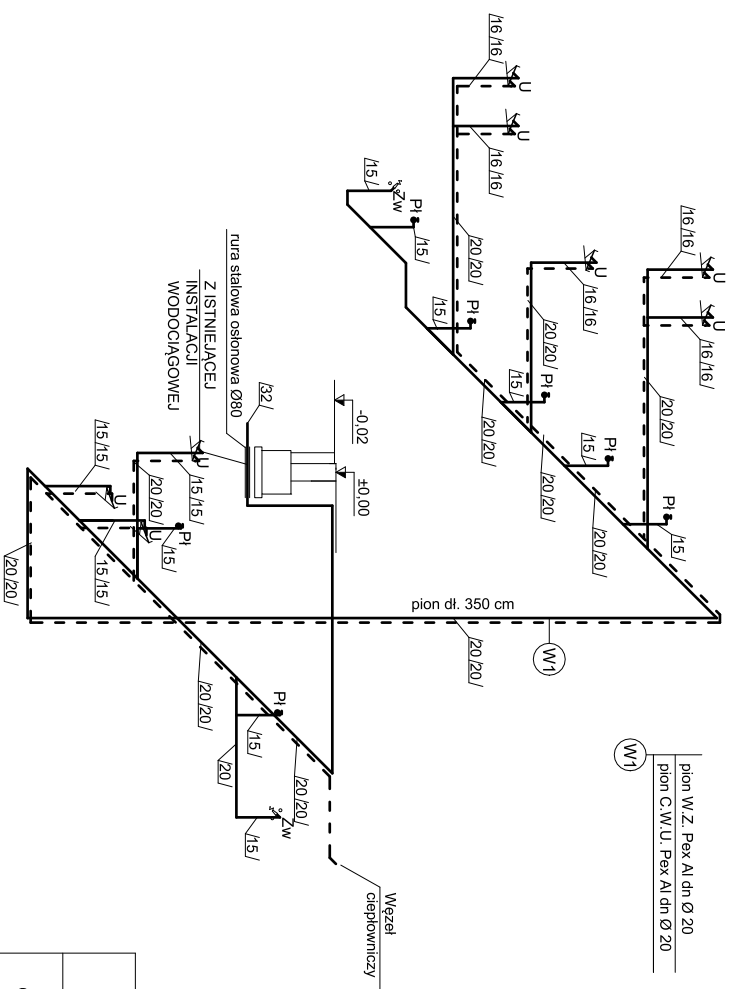 /16/16/
U
U
/16/16/
/15/
Zw
Pł
/15/
/20/20/
/16/16/
U
U
/16/16/
U
/16/16/
/20/20/
/20/20/
/15/
Pł
/15/
Pł
/20/20/
/15/
Pł
/20/20/
Pł
/15/
/20/20/
rura stalowa osłonowa Ø80
Z ISTNIEJĄCEJ
INSTALACJI
WODOCIĄGOWEJ
/32/
-0,02
±0,00
/15/15/
U
/15/15/
/20/20/
U
U
Pł
/15/
/15/15/
/20/20/
pion dł. 350 cm
/20/20/
W1
/20/20/
Pł
/15/
/20/
/20/20/
Zw
/15/
Węzeł
ciepłowniczy
W1
pion W.Z. Pex Al dn Ø 20
pion C.W.U. Pex Al dn Ø 20